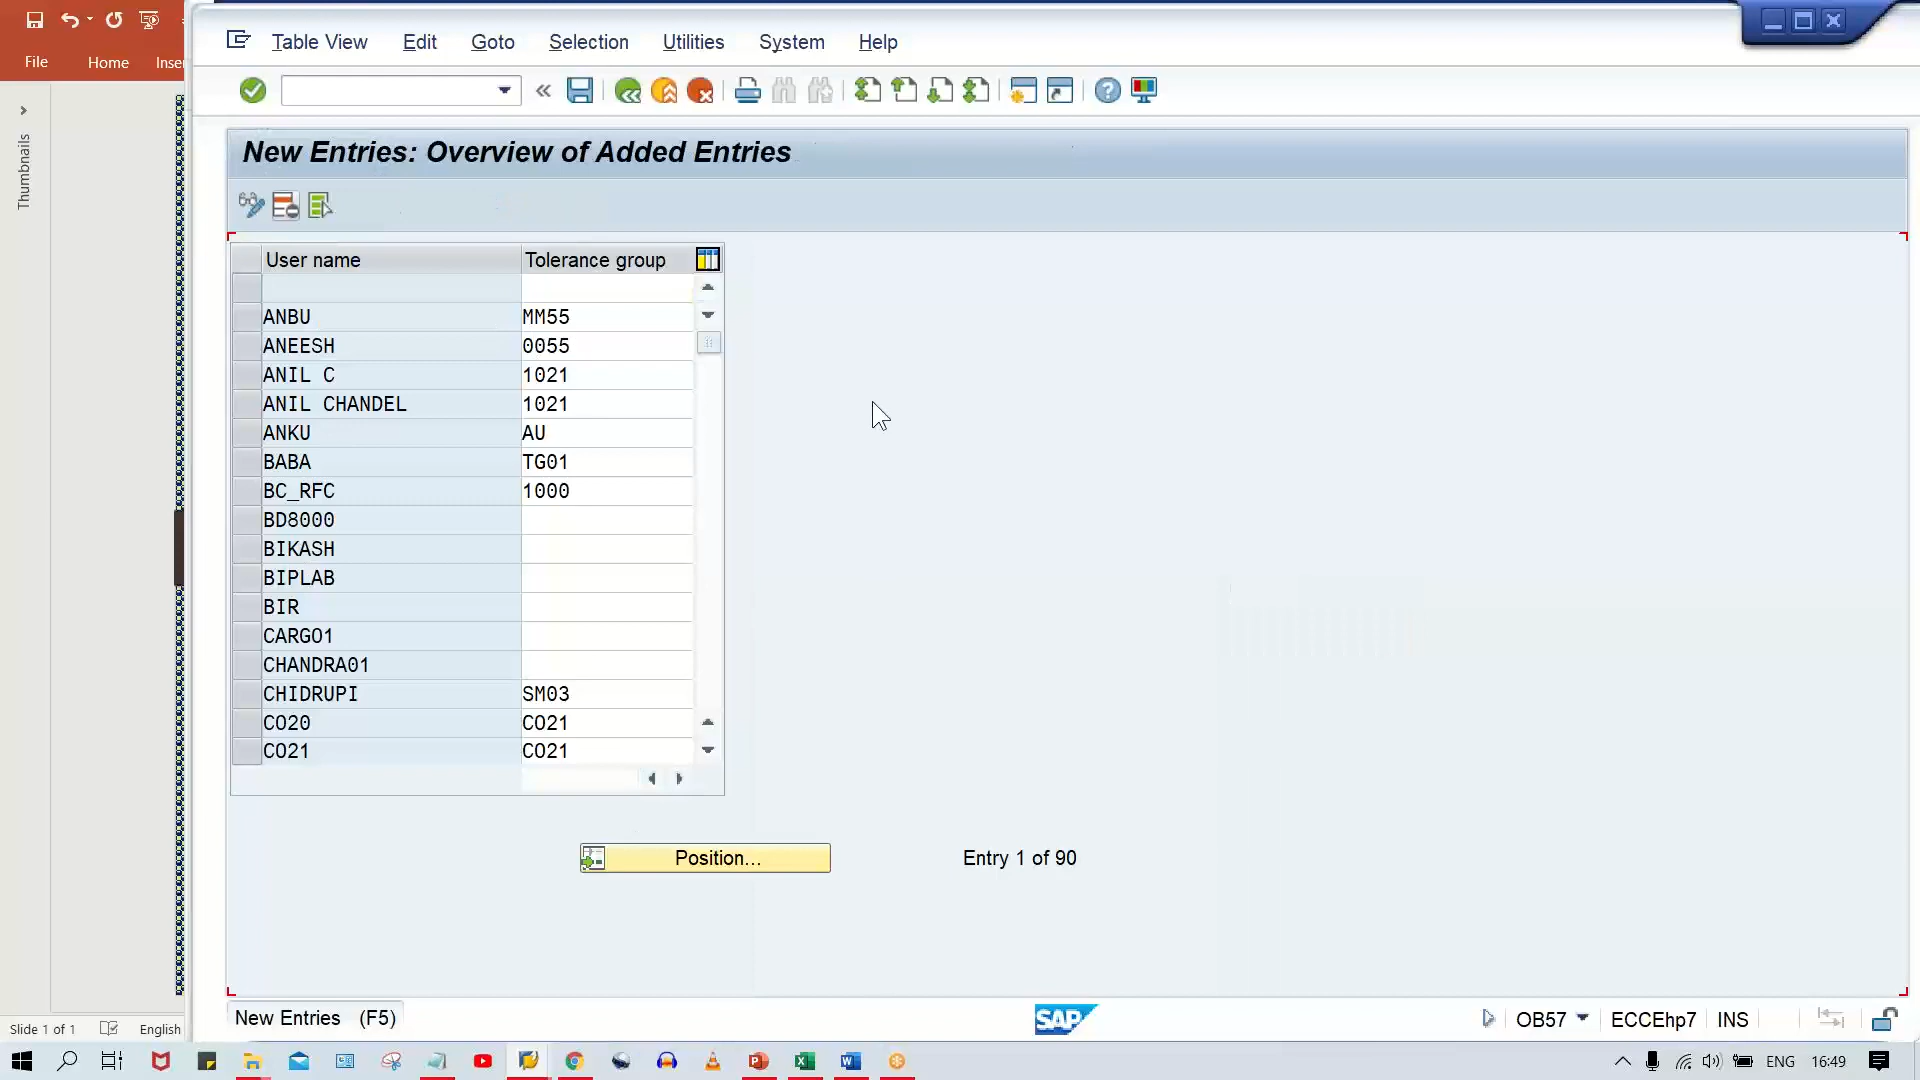 File Home Inser
Thumbnails
Table View Edit Goto Selection Utilities System Help
New Entries: Overview of Added Entries
User name Tolerance group
ANBU MM55
ANEESH 0055
ANIL C 1021
ANIL CHANDEL 1021
ANKU AU
BABA TG01
BC_RFC 1000
BD8000
BIKASH
BIPLAB
BIR
CARGO1
CHANDRA01
CHIDRUPI SM03
CO20 CO21
CO21 CO21
Position... Entry 1 of 90
New Entries (F5) SAP OB57 ECCEhp7 INS
Slide 1 of 1 English
ENG 16:49